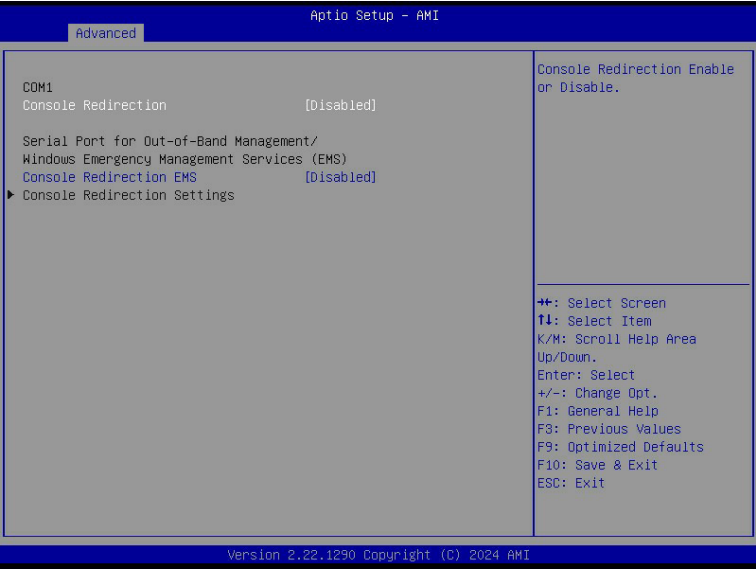 Aptio Setup – AMI
Advanced
COM1
Console Redirection [Disabled]
Serial Port for Out-of-Band Management/
Windows Emergency Management Services (EMS)
Console Redirection EMS [Disabled]
Console Redirection Settings
Console Redirection Enable
or Disable.
→←: Select Screen
↑↓: Select Item
K/M: Scroll Help Area
Up/Down.
Enter: Select
+/-: Change Opt.
F1: General Help
F3: Previous Values
F9: Optimized Defaults
F10: Save & Exit
ESC: Exit
Version 2.22.1290 Copyright (C) 2024 AMI